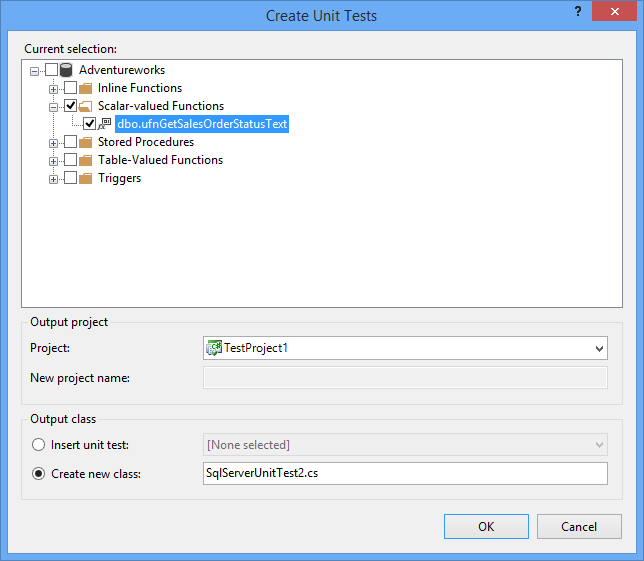 Create Unit Tests
?
Current selection:
Adventureworks
Inline Functions
Scalar-valued Functions
dbo.ufnGetSalesOrderStatusText
Stored Procedures
Table-Valued Functions
Triggers
Output project
Project: TestProject1
New project name:
Output class
Insert unit test: [None selected]
Create new class: SqlServerUnitTest2.cs
OK Cancel